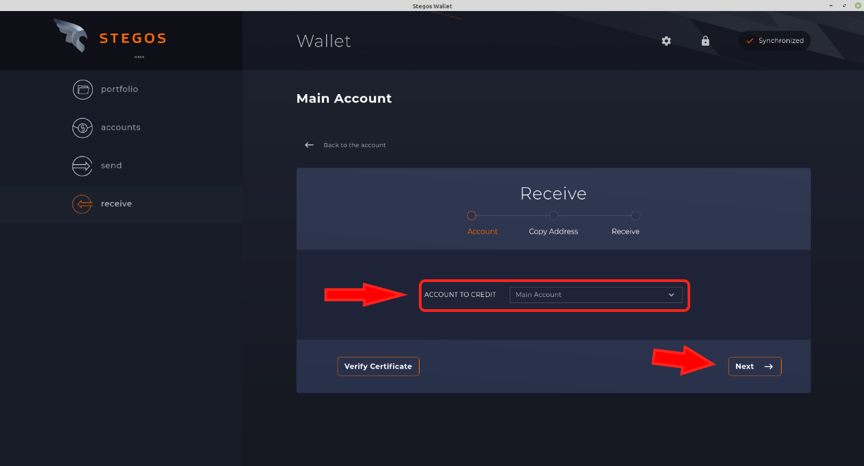 Stegos Wallet
STEGOS
Wallet
Synchronized
portfolio
accounts
send
receive
Main Account
Back to the account
Receive
Account
Copy Address
Receive
ACCOUNT TO CREDIT
Main Account
Verify Certificate
Next